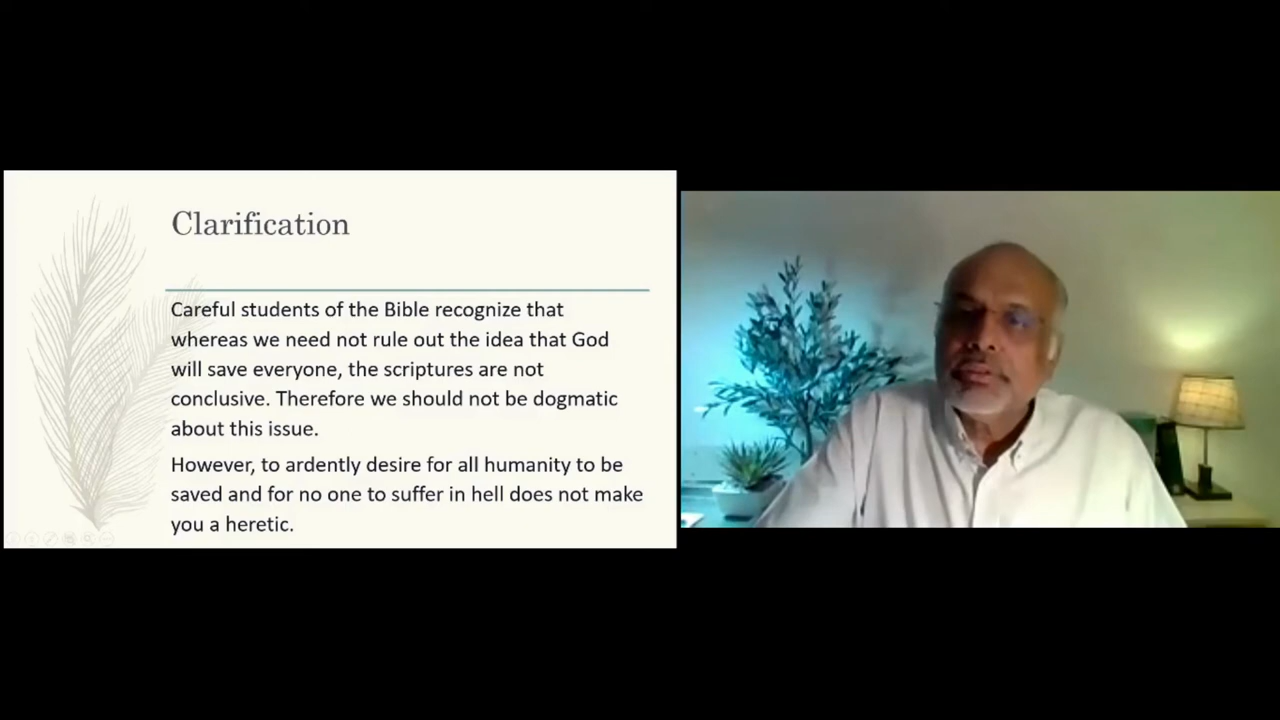 Clarification
Careful students of the Bible recognize that
whereas we need not rule out the idea that God
will save everyone, the scriptures are not
conclusive. Therefore we should not be dogmatic
about this issue.
However, to ardently desire for all humanity to be
saved and for no one to suffer in hell does not make
you a heretic.